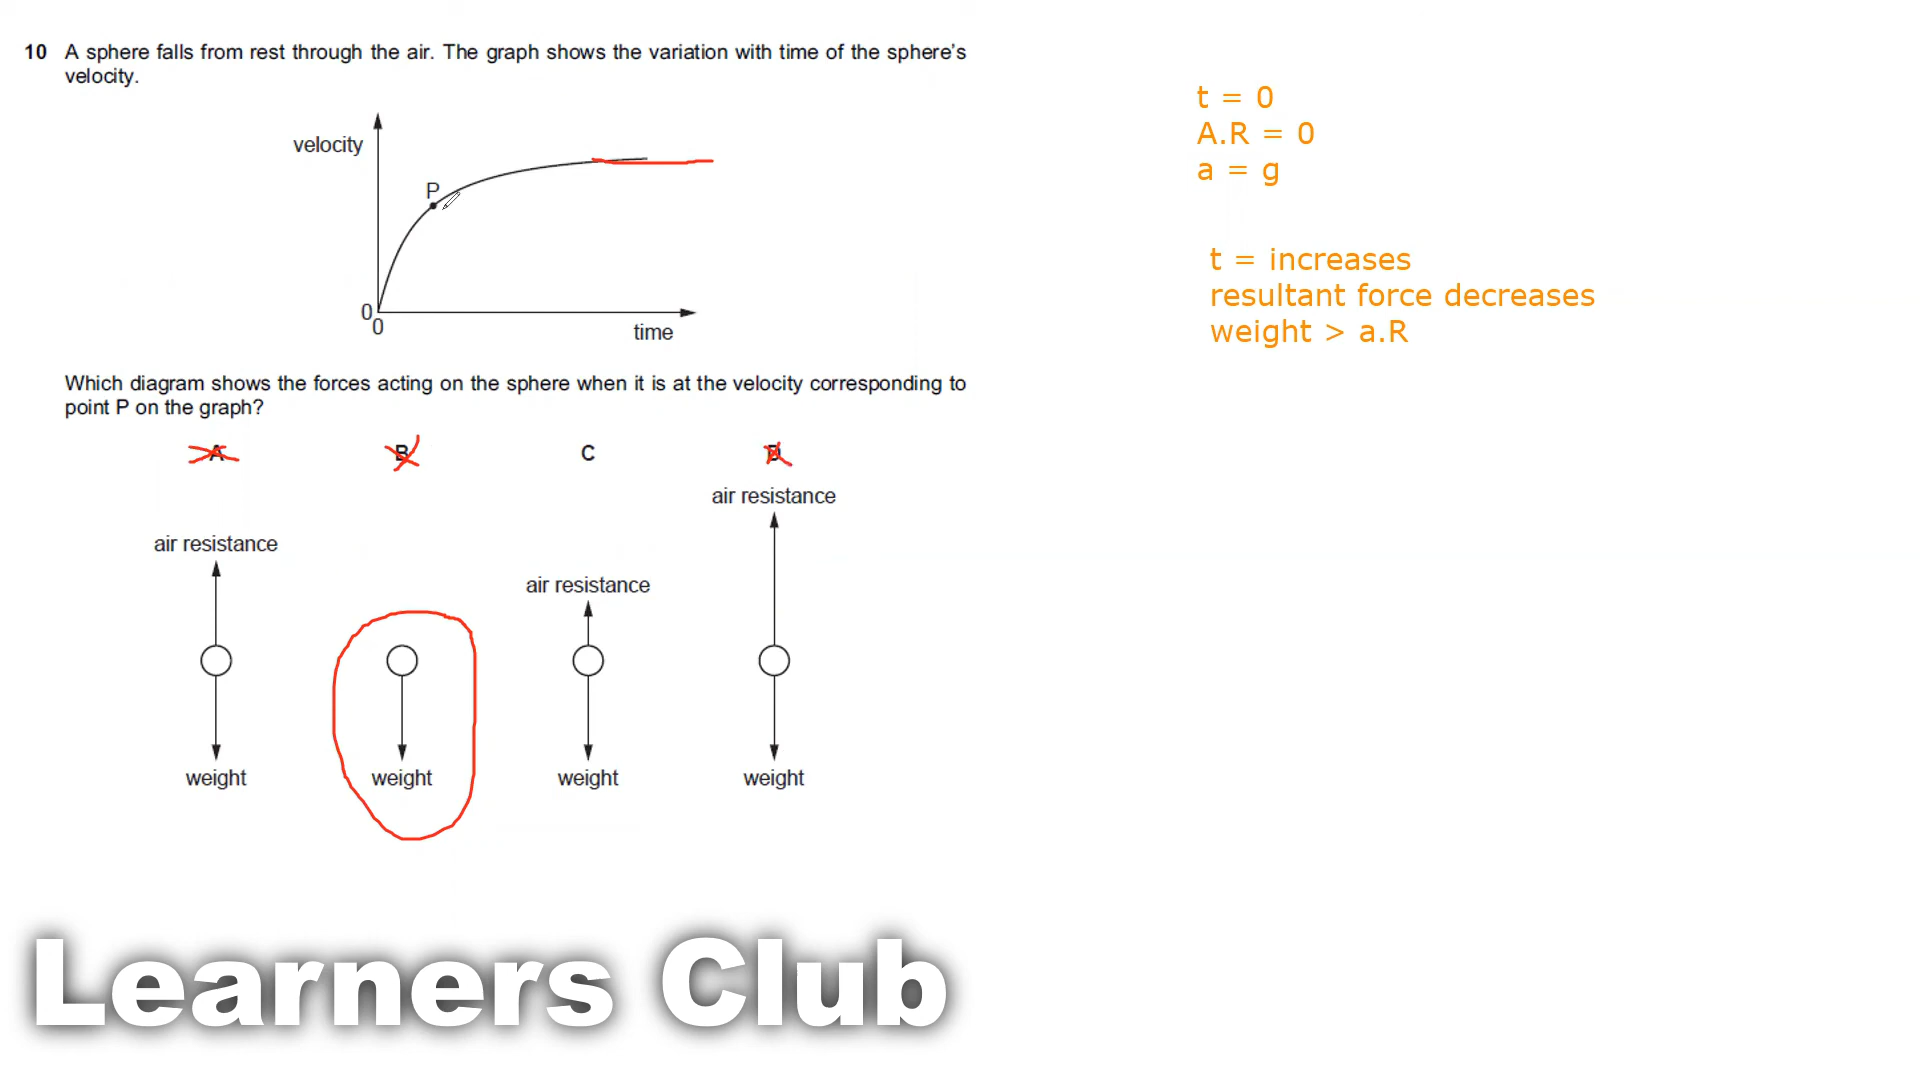 10 A sphere falls from rest through the air. The graph shows the variation with time of the sphere's
velocity.
velocity
P
0
0
time
t = 0
A.R = 0
a = g
t = increases
resultant force decreases
weight > a.R
Which diagram shows the forces acting on the sphere when it is at the velocity corresponding to
point P on the graph?
A B C D
air resistance
air resistance
air resistance
weight weight weight weight
Learners Club